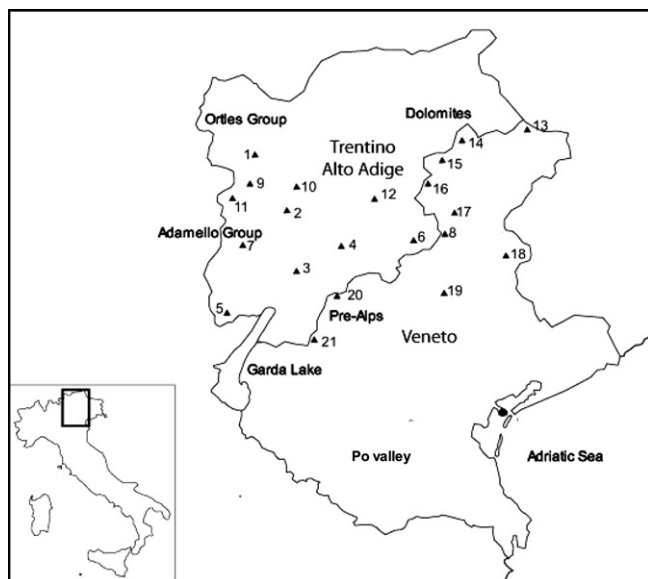 Ortles Group
Dolomites
13
14
Trentino
Alto Adige
1
15
9
10
16
12
11
2
17
Adamello Group
8
7
4
6
18
3
19
20
5
Pre-Alps
Veneto
21
Garda Lake
Po valley
Adriatic Sea